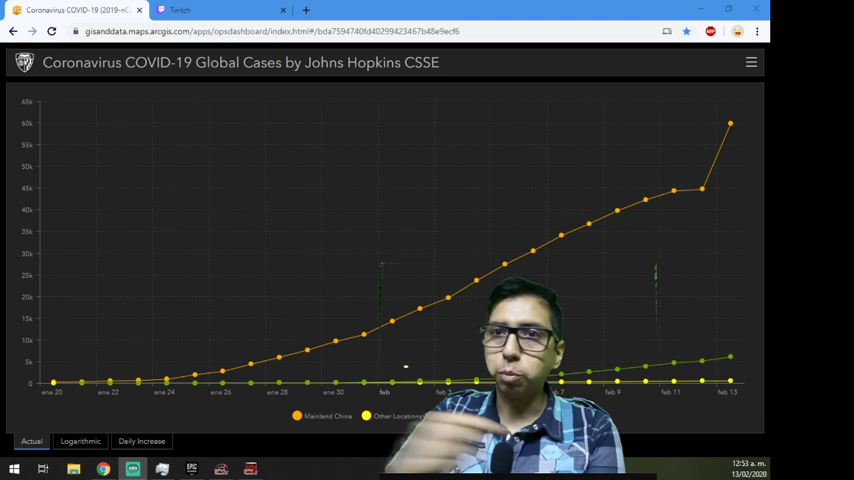 Coronavirus COVID-19 (2019-nC
Twitch
gisanddata.maps.arcgis.com/apps/opsdashboard/index.html#/bda7594740fd40299423467b48e9ecf6
Coronavirus COVID-19 Global Cases by Johns Hopkins CSSE
65k
60k
55k
50k
45k
40k
35k
30k
25k
20k
15k
10k
5k
0
ene 20 ene 22 ene 24 ene 26 ene 28 ene 30 feb feb 7 feb 9 feb 11 feb 13
Mainland China Other Locations
Actual Logarithmic Daily Increase
12:53 a. m.
13/02/2020